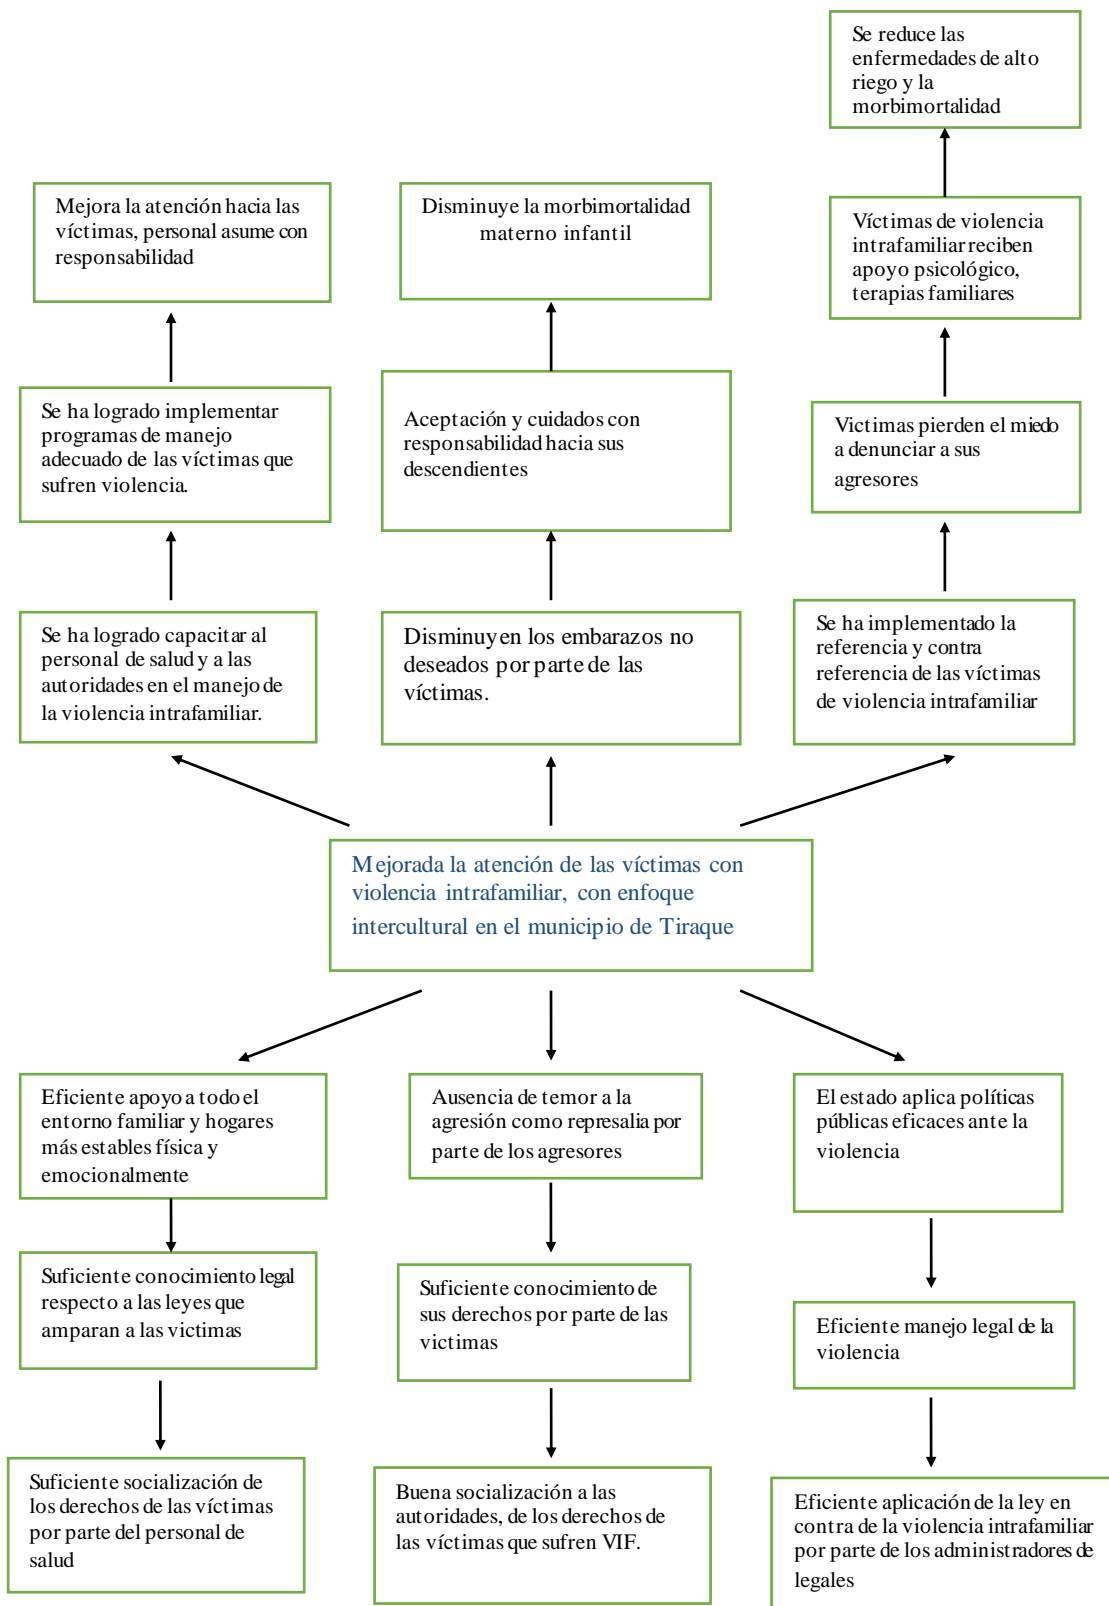 Se reduce las
enfermedades de alto
riego y la
morbimortalidad
Mejora la atención hacia las
víctimas, personal asume con
responsabilidad
Disminuye la morbimortalidad
materno infantil
Víctimas de violencia
intrafamiliar reciben
apoyo psicológico,
terapias familiares
Se ha logrado implementar
programas de manejo
adecuado de las víctimas que
sufren violencia.
Aceptación y cuidados con
responsabilidad hacia sus
descendientes
Victimas pierden el miedo
a denunciar a sus
agresores
Se ha logrado capacitar al
personal de salud y a las
autoridades en el manejo de
la violencia intrafamiliar.
Disminuyen los embarazos no
deseados por parte de las
víctimas.
Se ha implementado la
referencia y contra
referencia de las víctimas
de violencia intrafamiliar
Mejorada la atención de las víctimas con
violencia intrafamiliar, con enfoque
intercultural en el municipio de Tiraque
Eficiente apoyo a todo el
entorno familiar y hogares
más estables física y
emocionalmente
Ausencia de temor a la
agresión como represalia por
parte de los agresores
El estado aplica políticas
públicas eficaces ante la
violencia
Suficiente conocimiento legal
respecto a las leyes que
amparan a las victimas
Suficiente conocimiento de
sus derechos por parte de las
victimas
Eficiente manejo legal de la
violencia
Suficiente socialización de
los derechos de las víctimas
por parte del personal de
salud
Buena socialización a las
autoridades, de los derechos de
las víctimas que sufren VIF.
Eficiente aplicación de la ley en
contra de la violencia intrafamiliar
por parte de los administradores de
legales